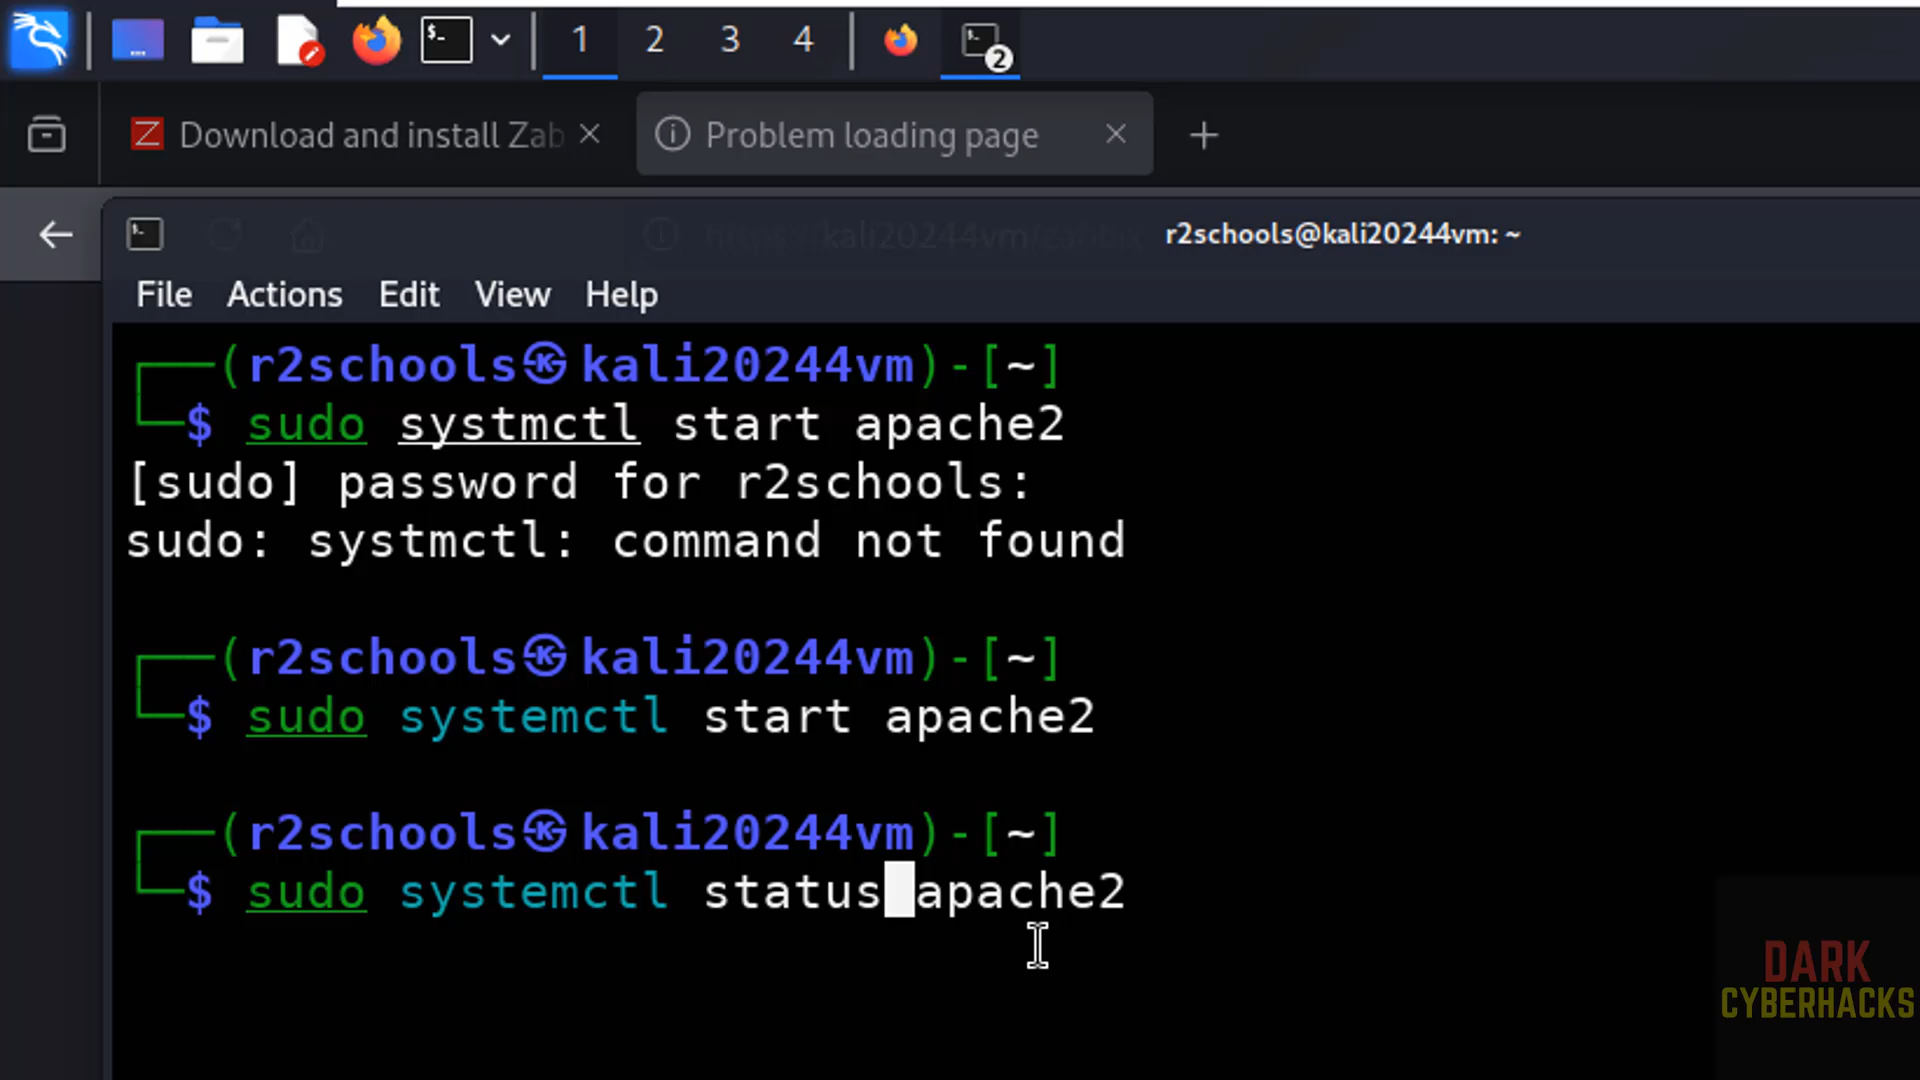 1 2 3 4 2
Download and install Zab
Problem loading page
r2schools@kali20244vm: ~
File Actions Edit View Help
(r2schools㉿kali20244vm)-[~]
$ sudo systmctl start apache2
[sudo] password for r2schools:
sudo: systmctl: command not found
(r2schools㉿kali20244vm)-[~]
$ sudo systemctl start apache2
(r2schools㉿kali20244vm)-[~]
$ sudo systemctl status apache2
DARK
CYBERHACKS